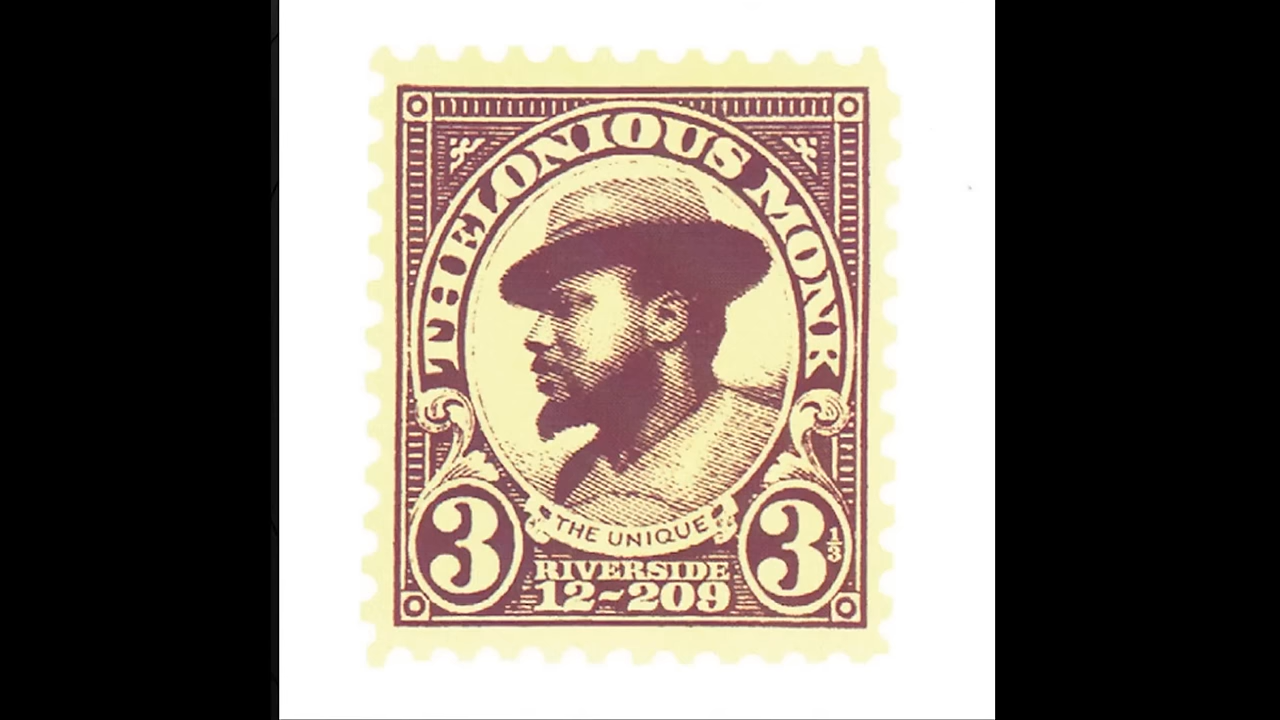 THELONIOUS MONK
THE UNIQUE
3
3 1/3
RIVERSIDE
12~209